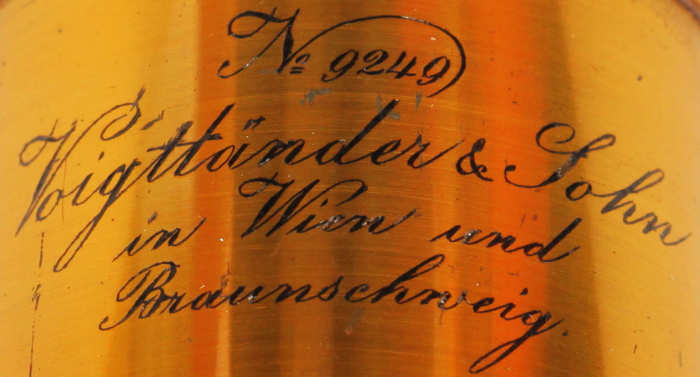 № 9249
Voigtländer & Sohn
in Wien und
Braunschweig.